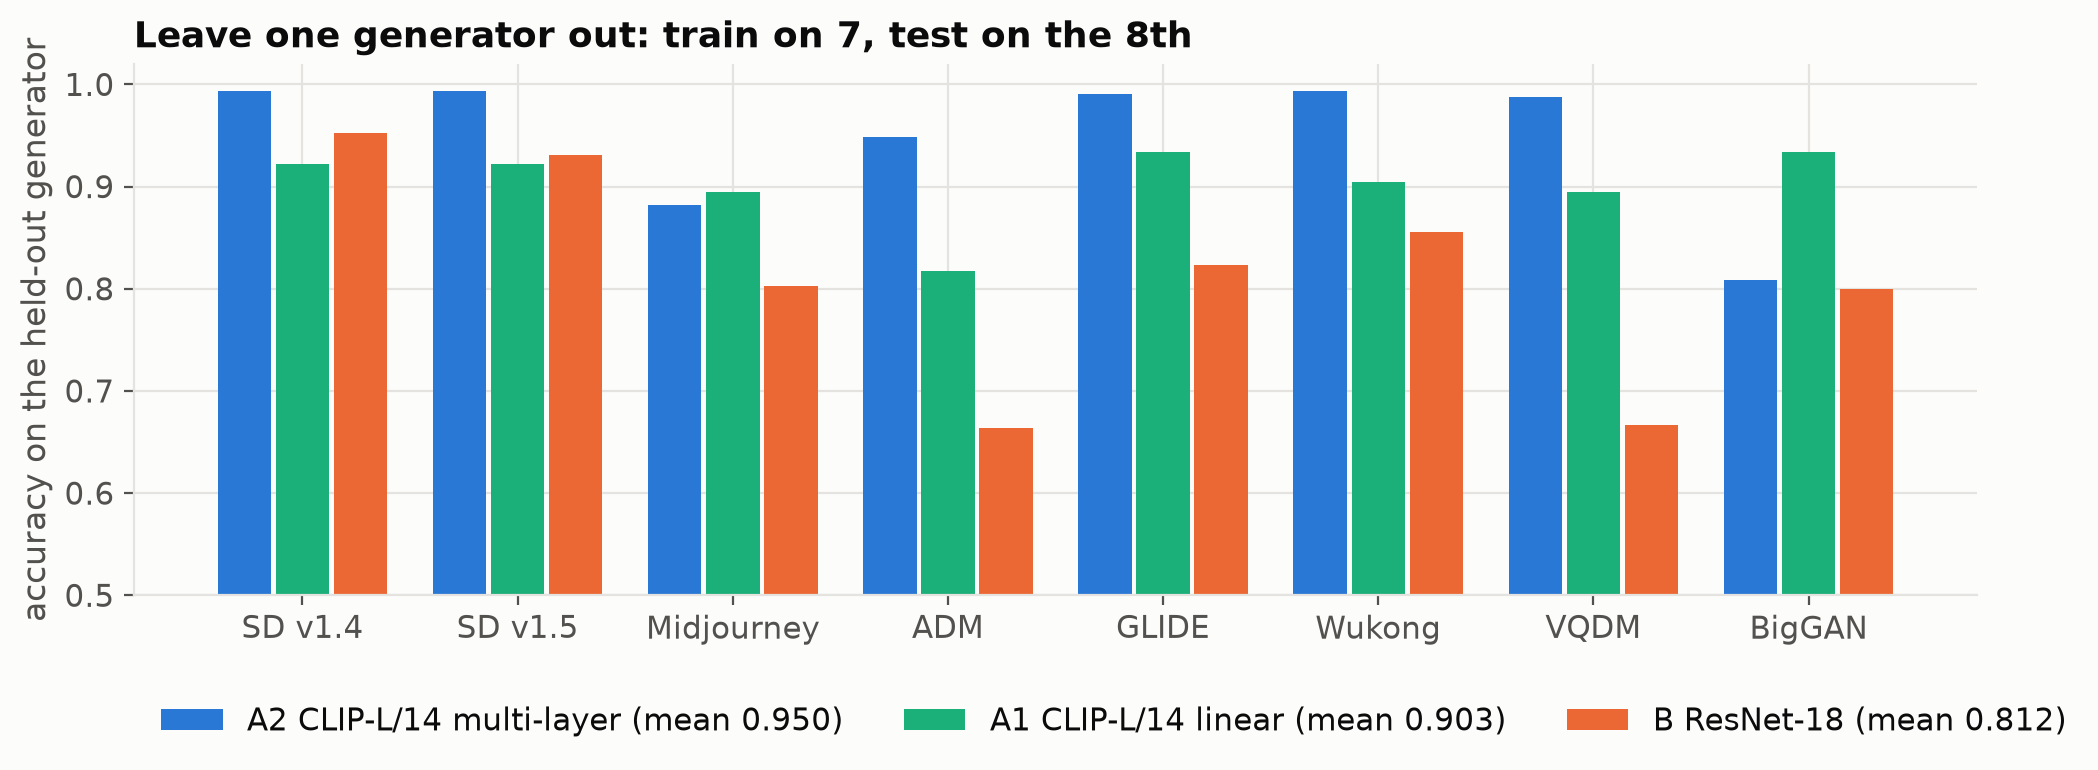 Leave one generator out: train on 7, test on the 8th
accuracy on the held-out generator
1.0
0.9
0.8
0.7
0.6
0.5
SD v1.4 SD v1.5 Midjourney ADM GLIDE Wukong VQDM BigGAN
A2 CLIP-L/14 multi-layer (mean 0.950) A1 CLIP-L/14 linear (mean 0.903) B ResNet-18 (mean 0.812)